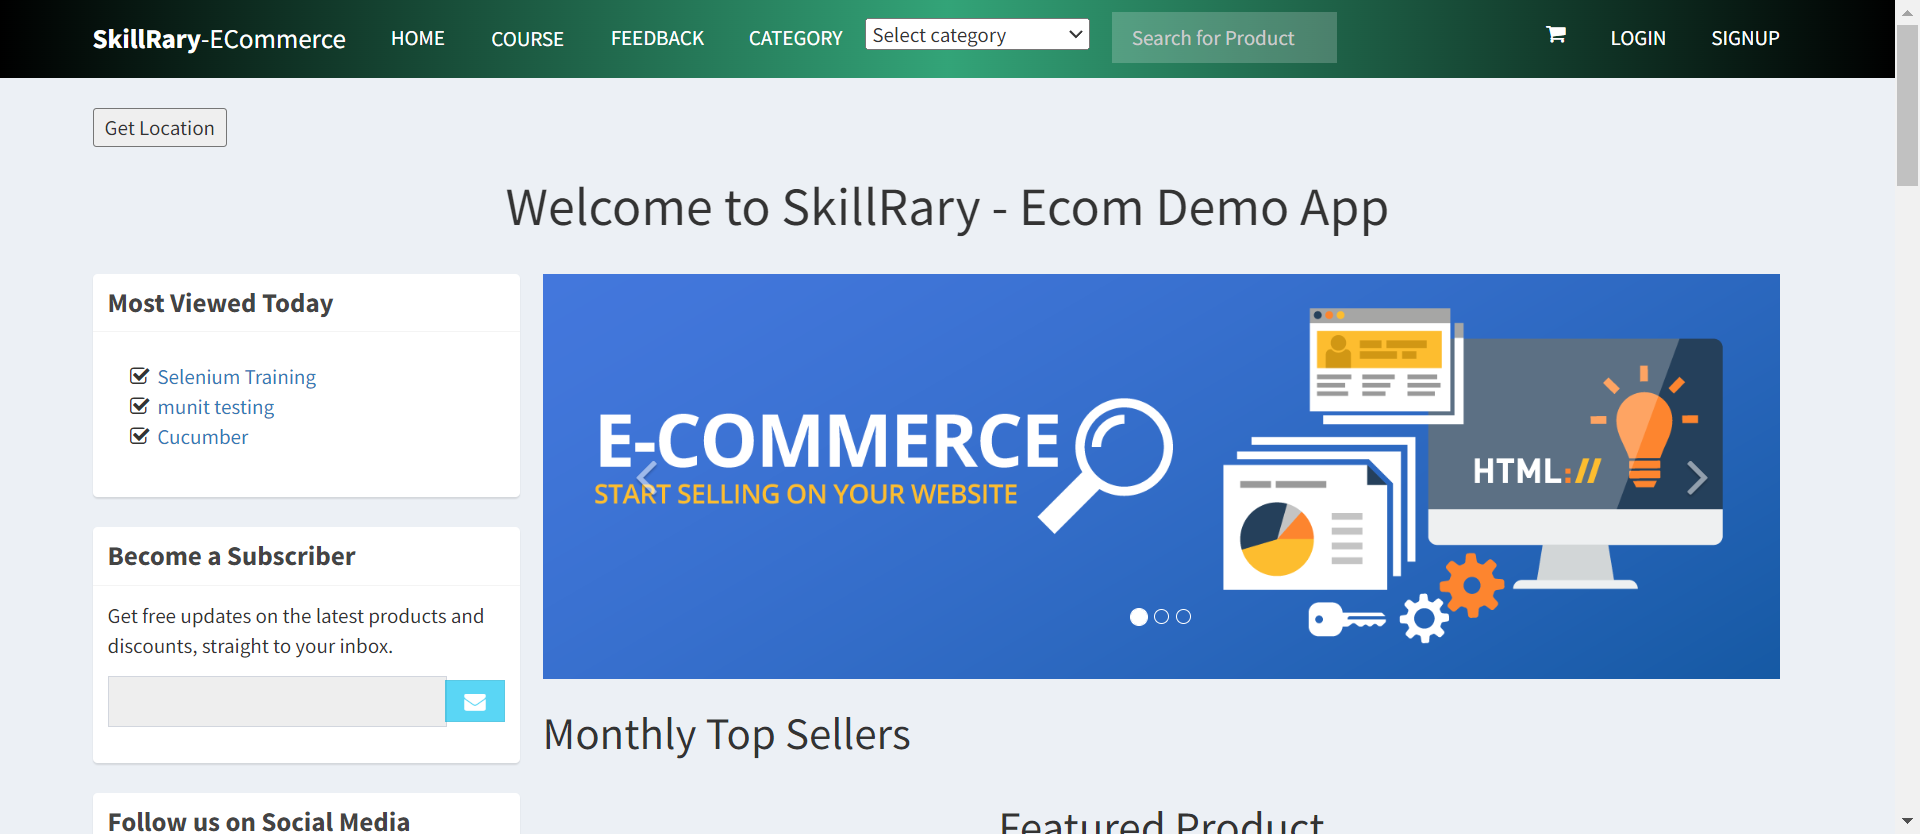 SkillRary-ECommerce HOME COURSE FEEDBACK CATEGORY Select category Search for Product LOGIN SIGNUP
Get Location
Welcome to SkillRary - Ecom Demo App
Most Viewed Today
Selenium Training
munit testing
Cucumber
Become a Subscriber
Get free updates on the latest products and
discounts, straight to your inbox.
Follow us on Social Media
E-COMMERCE
START SELLING ON YOUR WEBSITE
HTML://
Monthly Top Sellers
Featured Product